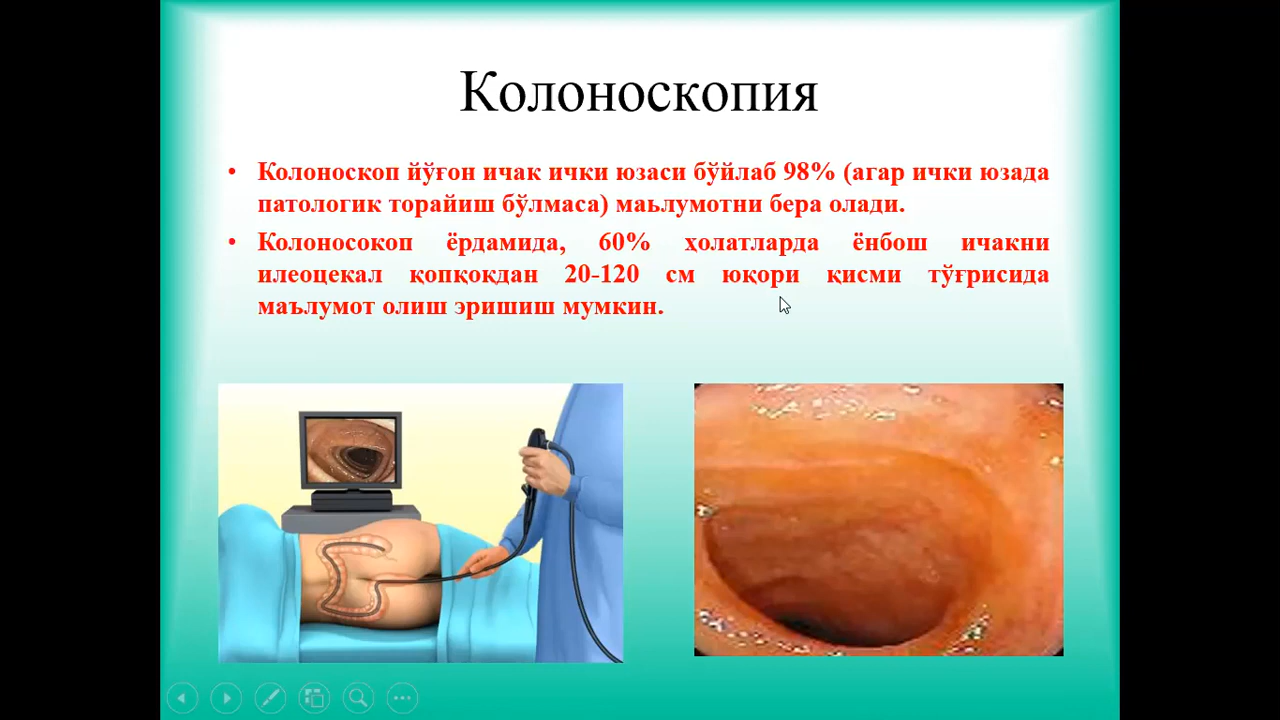 Колоноскопия
• Колоноскоп йўғон ичак ички юзаси бўйлаб 98% (агар ички юзада
патологик торайиш бўлмаса) маьлумотни бера олади.
• Колоносокоп ёрдамида, 60% ҳолатларда ёнбош ичакни
илеоцекал қопқоқдан 20-120 см юқори қисми тўғрисида
маълумот олиш эришиш мумкин.